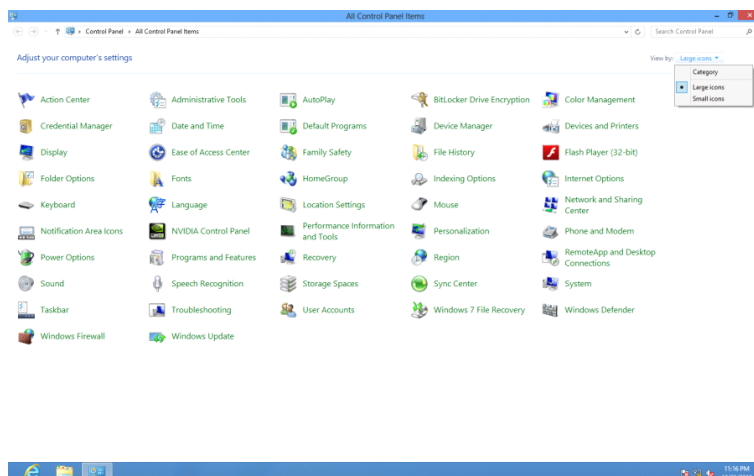 All Control Panel Items
Control Panel All Control Panel Items
Search Control Panel
Adjust your computer's settings
View by: Large icons
Category
Large icons
Small icons
Action Center Administrative Tools AutoPlay BitLocker Drive Encryption Color Management
Credential Manager Date and Time Default Programs Device Manager Devices and Printers
Display Ease of Access Center Family Safety File History Flash Player (32-bit)
Folder Options Fonts HomeGroup Indexing Options Internet Options
Keyboard Language Location Settings Mouse Network and Sharing Center
Notification Area Icons NVIDIA Control Panel Performance Information and Tools Personalization Phone and Modem
Power Options Programs and Features Recovery Region RemoteApp and Desktop Connections
Sound Speech Recognition Storage Spaces Sync Center System
Taskbar Troubleshooting User Accounts Windows 7 File Recovery Windows Defender
Windows Firewall Windows Update
11:16 PM